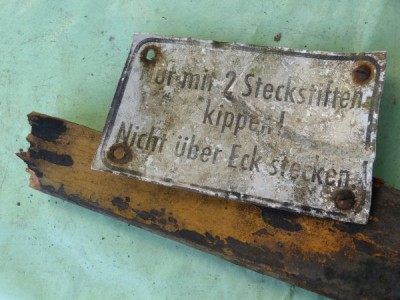 mit 2 Steckstiften
kippen!
Nicht über Eck stecken.